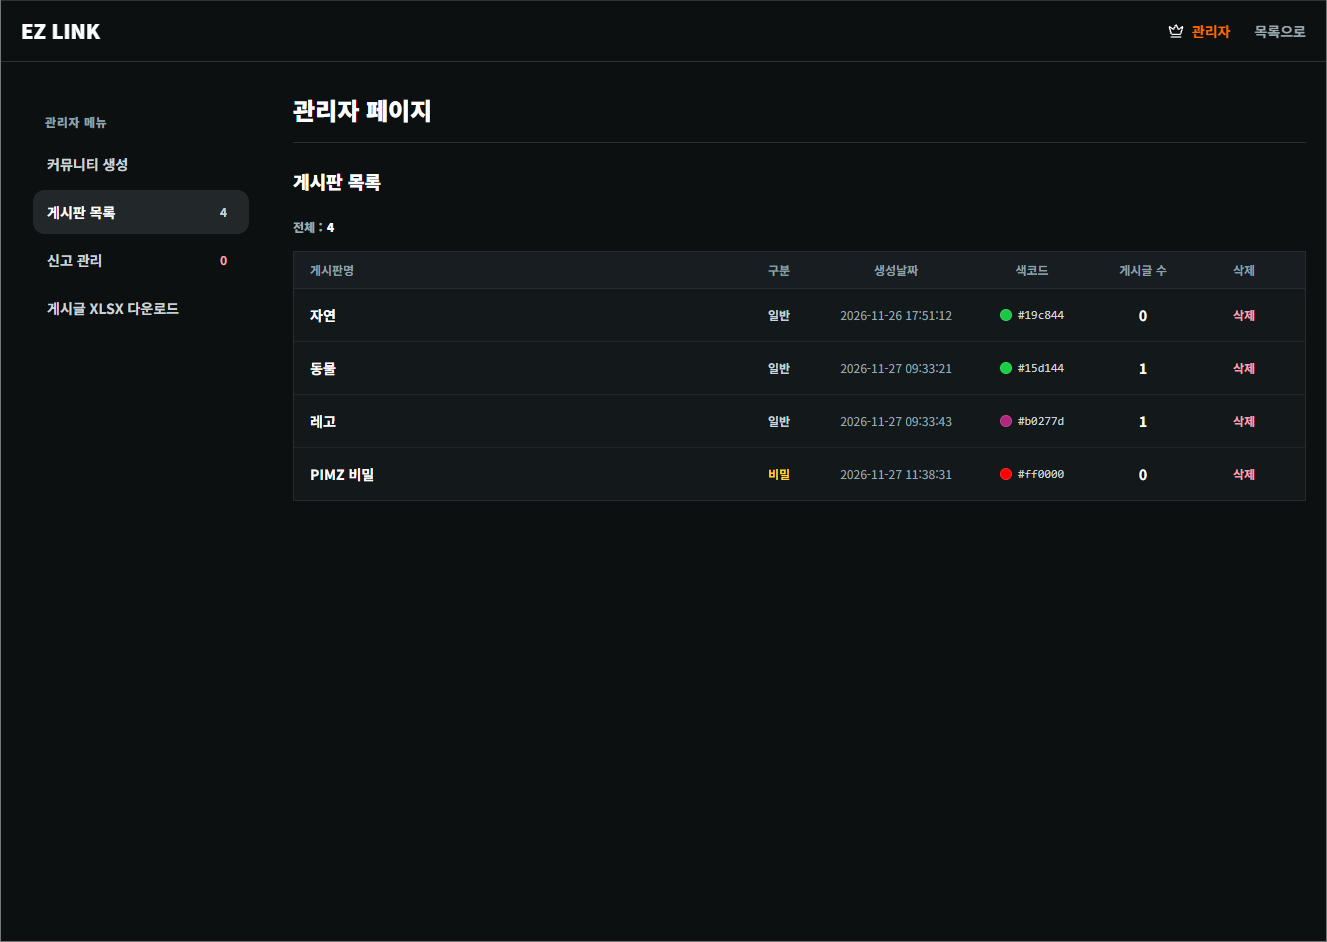 EZ LINK
관리자 목록으로
관리자 메뉴
커뮤니티 생성
게시판 목록 4
신고 관리 0
게시글 XLSX 다운로드
관리자 페이지
게시판 목록
전체 : 4
게시판명 구분 생성날짜 색코드 게시글 수 삭제
자연 일반 2026-11-26 17:51:12 #19c844 0 삭제
동물 일반 2026-11-27 09:33:21 #15d144 1 삭제
레고 일반 2026-11-27 09:33:43 #b0277d 1 삭제
PIMZ 비밀 비밀 2026-11-27 11:38:31 #ff0000 0 삭제